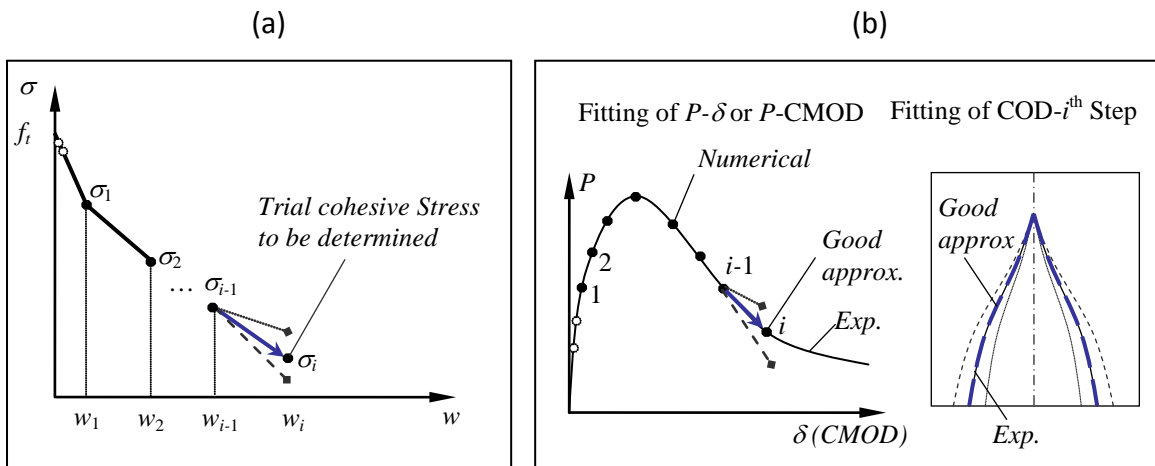 (a)
(b)
σ
f_t
σ_1
σ_2
… σ_{i-1}
σ_i
Trial cohesive Stress
to be determined
w_1 w_2 w_{i-1} w_i w
Fitting of P-δ or P-CMOD
Fitting of COD-i^th Step
P
Numerical
Good
approx.
1
2
i-1
i
Exp.
δ (CMOD)
Good
approx
Exp.